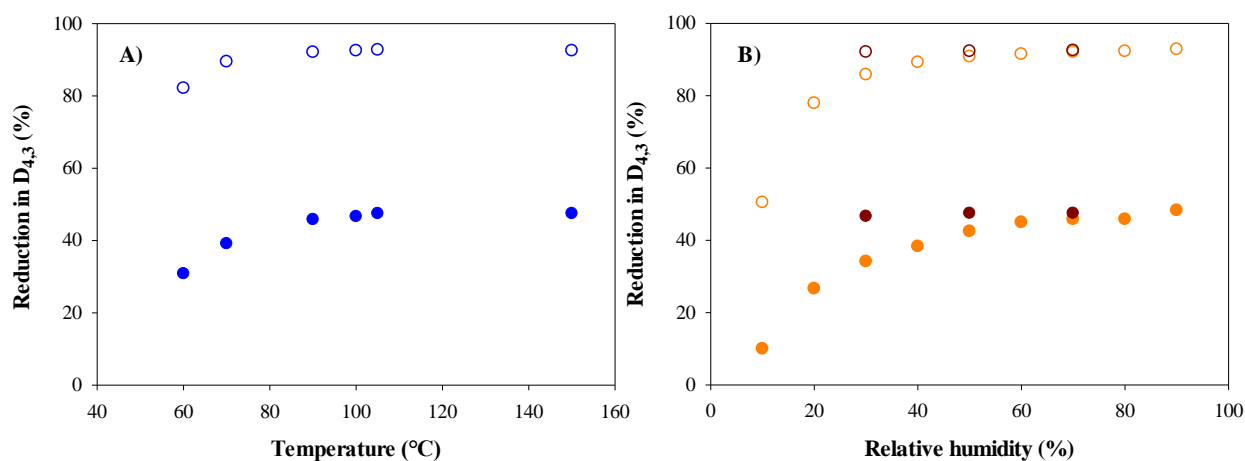 A)
Reduction in D4,3 (%)
100
80
60
40
20
0
40 60 80 100 120 140 160
Temperature (°C)
B)
Reduction in D4,3 (%)
100
80
60
40
20
0
0 20 40 60 80 100
Relative humidity (%)